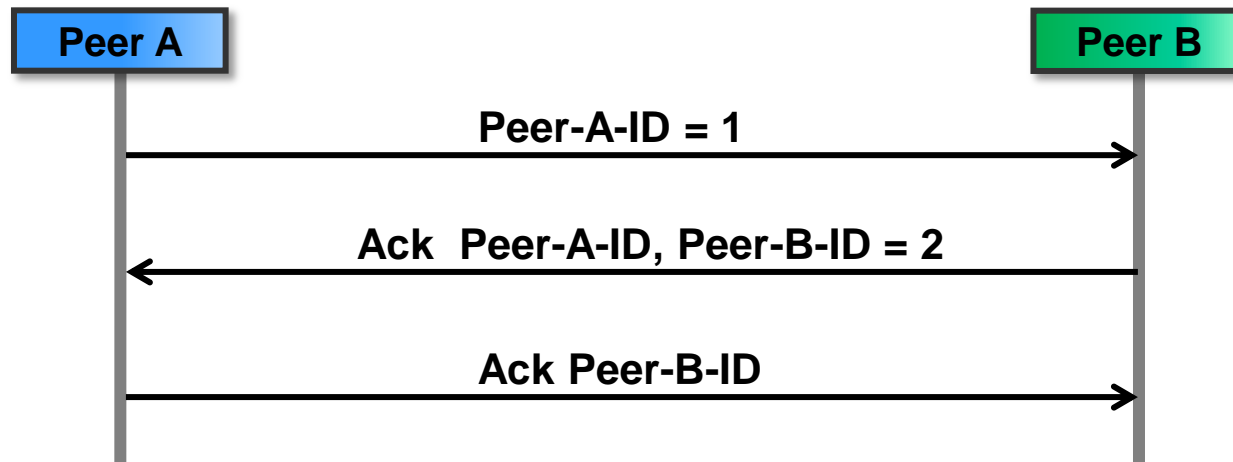 Peer A
Peer B
Peer-A-ID = 1
Ack  Peer-A-ID, Peer-B-ID = 2
Ack Peer-B-ID